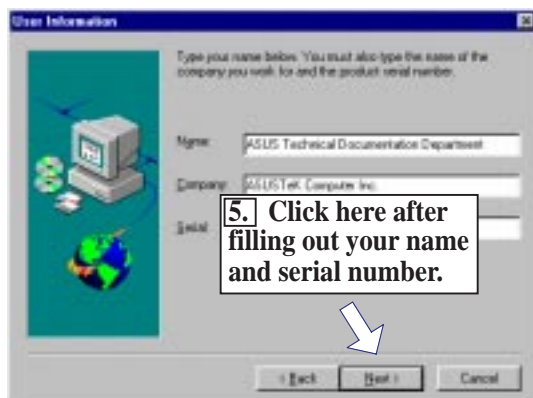 User Information
Type your name below. You must also type the name of the
company you work for and the product serial number.
Name: ASUS Technical Documentation Department
Company: ASUSTeK Computer Inc.
Serial:
5. Click here after
filling out your name
and serial number.
< Back Next > Cancel